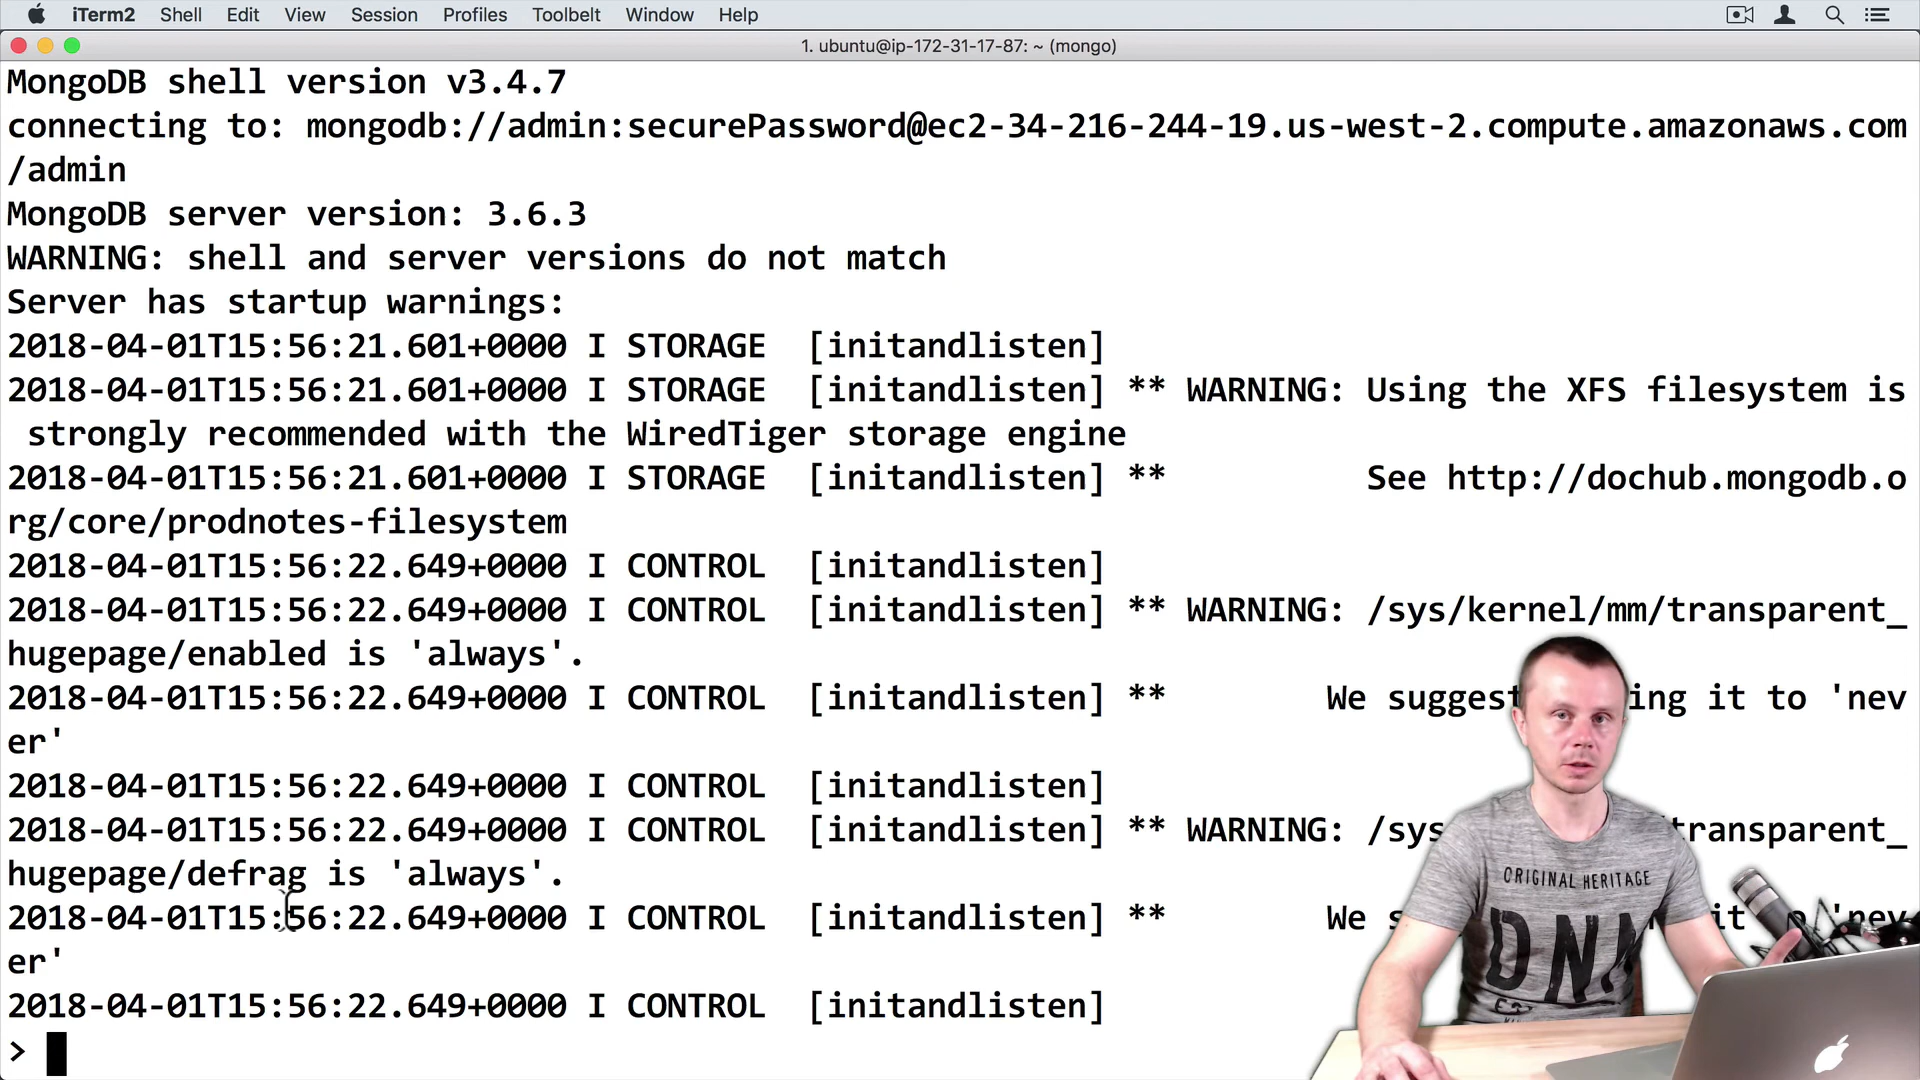 iTerm2 Shell Edit View Session Profiles Toolbelt Window Help
1. ubuntu@ip-172-31-17-87: ~ (mongo)
MongoDB shell version v3.4.7
connecting to: mongodb://admin:securePassword@ec2-34-216-244-19.us-west-2.compute.amazonaws.com
/admin
MongoDB server version: 3.6.3
WARNING: shell and server versions do not match
Server has startup warnings:
2018-04-01T15:56:21.601+0000 I STORAGE  [initandlisten]
2018-04-01T15:56:21.601+0000 I STORAGE  [initandlisten] ** WARNING: Using the XFS filesystem is
strongly recommended with the WiredTiger storage engine
2018-04-01T15:56:21.601+0000 I STORAGE  [initandlisten] **          See http://dochub.mongodb.o
rg/core/prodnotes-filesystem
2018-04-01T15:56:22.649+0000 I CONTROL  [initandlisten]
2018-04-01T15:56:22.649+0000 I CONTROL  [initandlisten] ** WARNING: /sys/kernel/mm/transparent_
hugepage/enabled is 'always'.
2018-04-01T15:56:22.649+0000 I CONTROL  [initandlisten] **        We sugges ing it to 'nev
er'
2018-04-01T15:56:22.649+0000 I CONTROL  [initandlisten]
2018-04-01T15:56:22.649+0000 I CONTROL  [initandlisten] ** WARNING: /sys transparent_
hugepage/defrag is 'always'.
2018-04-01T15:56:22.649+0000 I CONTROL  [initandlisten] **        We s it 'nev
er'
2018-04-01T15:56:22.649+0000 I CONTROL  [initandlisten]
>
ORIGINAL HERITAGE
DNM